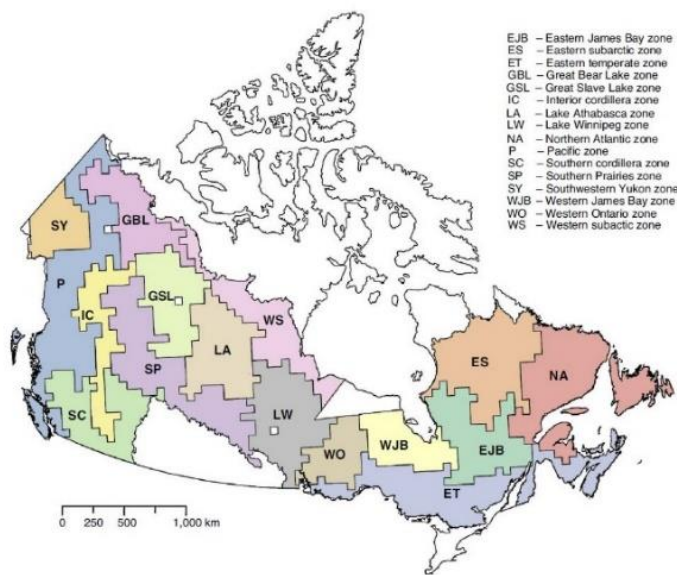 EJB – Eastern James Bay zone
ES – Eastern subarctic zone
ET – Eastern temperate zone
GBL – Great Bear Lake zone
GSL – Great Slave Lake zone
IC – Interior cordillera zone
LA – Lake Athabasca zone
LW – Lake Winnipeg zone
NA – Northern Atlantic zone
P – Pacific zone
SC – Southern cordillera zone
SP – Southern Prairies zone
SY – Southwestern Yukon zone
WJB – Western James Bay zone
WO – Western Ontario zone
WS – Western subactic zone
SY
GBL
P
IC
GSL
WS
LA
SP
ES
NA
SC
LW
WO
WJB
EJB
ET
0 250 500 1,000 km